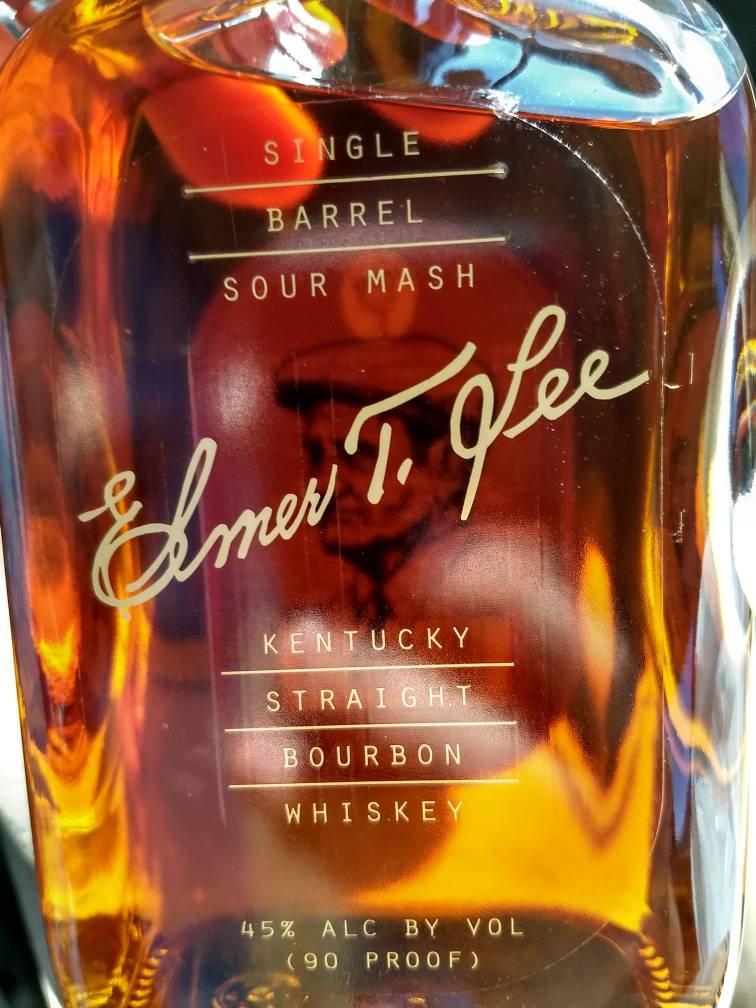 SINGLE
BARREL
SOUR MASH
Elmer T. Lee
KENTUCKY
STRAIGHT
BOURBON
WHISKEY
45% ALC BY VOL
(90 PROOF)